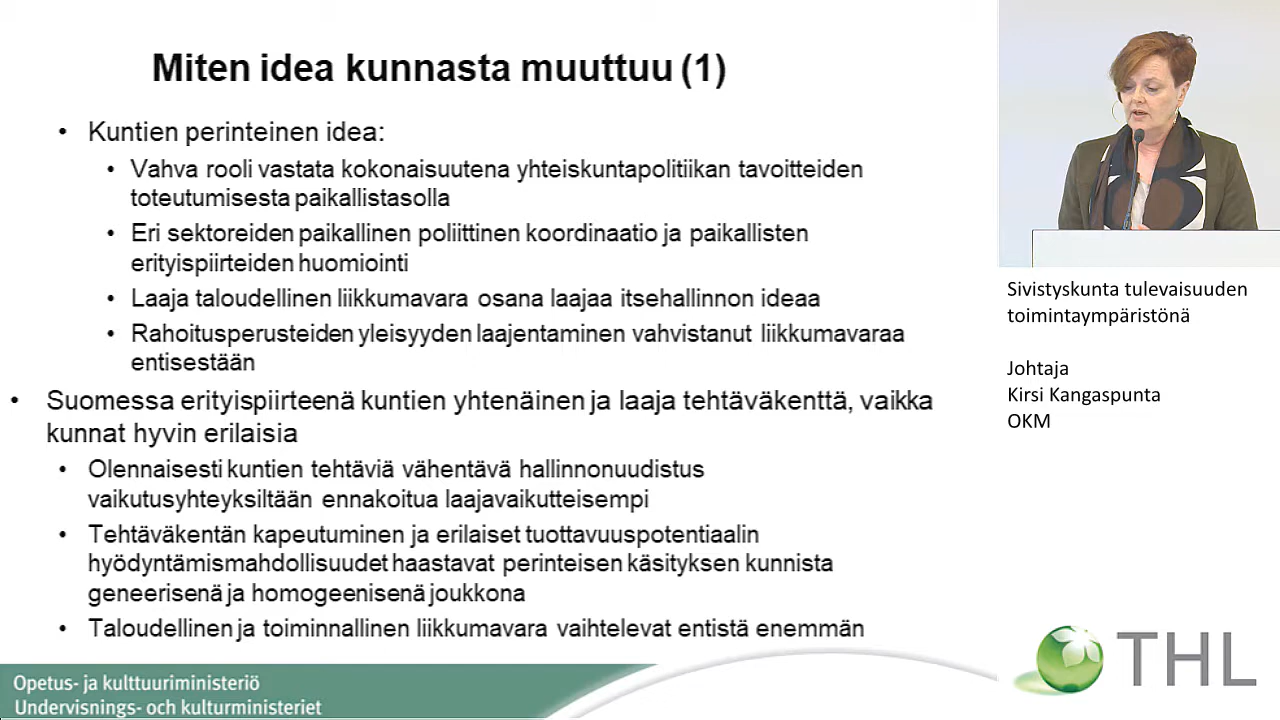 Miten idea kunnasta muuttuu (1)
• Kuntien perinteinen idea:
• Vahva rooli vastata kokonaisuutena yhteiskuntapolitiikan tavoitteiden
toteutumisesta paikallistasolla
• Eri sektoreiden paikallinen poliittinen koordinaatio ja paikallisten
erityispiirteiden huomiointi
• Laaja taloudellinen liikkumavara osana laajaa itsehallinnon ideaa
• Rahoitusperusteiden yleisyyden laajentaminen vahvistanut liikkumavaraa
entisestään
• Suomessa erityispiirteenä kuntien yhtenäinen ja laaja tehtäväkenttä, vaikka
kunnat hyvin erilaisia
• Olennaisesti kuntien tehtäviä vähentävä hallinnonuudistus
vaikutusyhteyksiltään ennakoitua laajavaikutteisempi
• Tehtäväkentän kapeutuminen ja erilaiset tuottavuuspotentiaalin
hyödyntämismahdollisuudet haastavat perinteisen käsityksen kunnista
geneerisenä ja homogeenisenä joukkona
• Taloudellinen ja toiminnallinen liikkumavara vaihtelevat entistä enemmän
Opetus- ja kulttuuriministeriö
Undervisnings- och kulturministeriet
Sivistyskunta tulevaisuuden
toimintaympäristönä
Johtaja
Kirsi Kangaspunta
OKM
THL